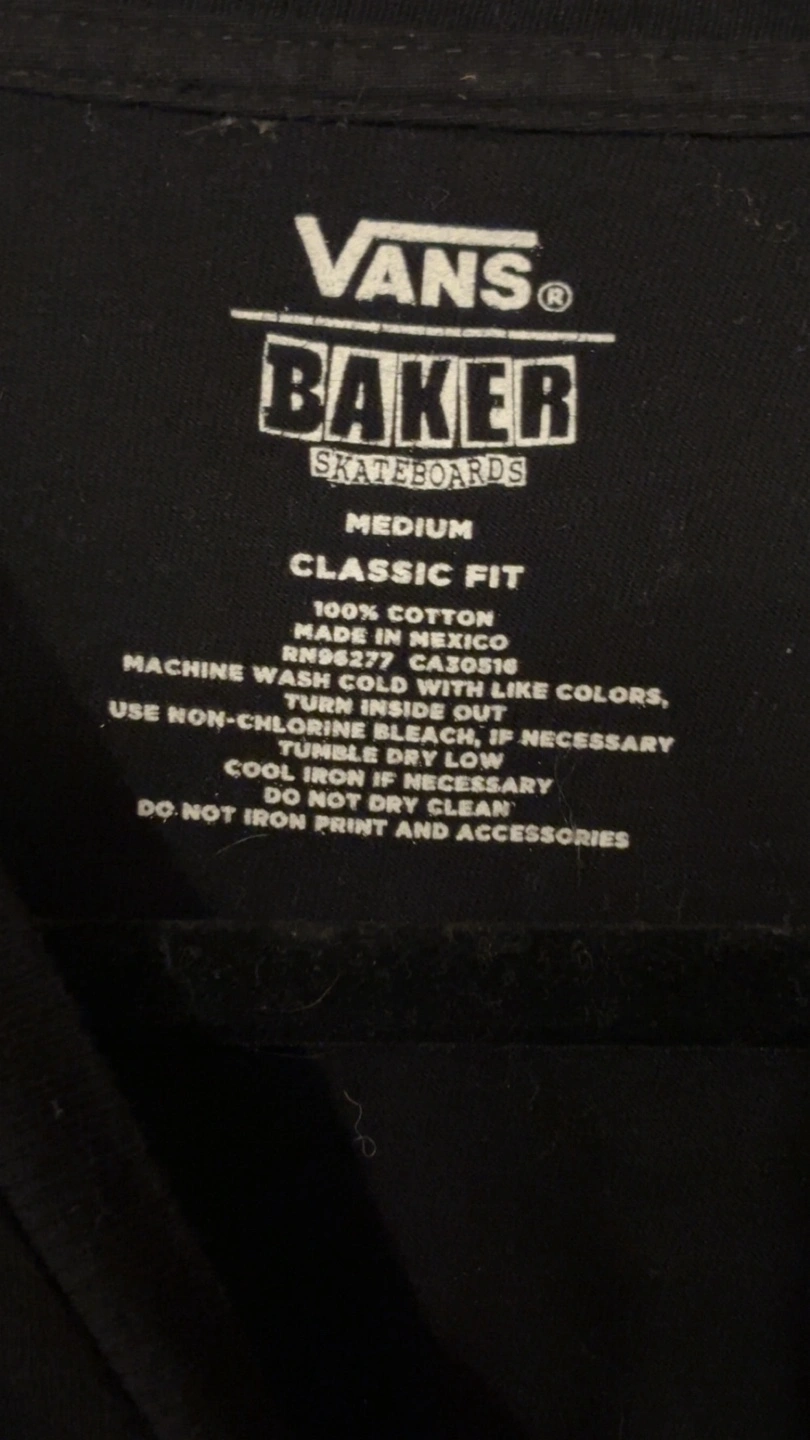 VANS®
BAKER
SKATEBOARDS
MEDIUM
CLASSIC FIT
100% COTTON
MADE IN MEXICO
RN96277 CA30516
MACHINE WASH COLD WITH LIKE COLORS,
TURN INSIDE OUT
USE NON-CHLORINE BLEACH, IF NECESSARY
TUMBLE DRY LOW
COOL IRON IF NECESSARY
DO NOT DRY CLEAN
DO NOT IRON PRINT AND ACCESSORIES